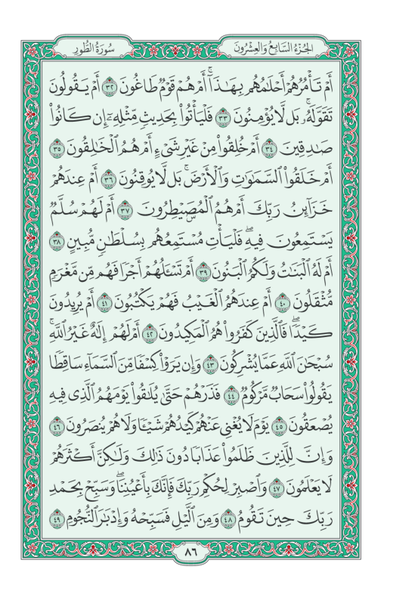 الجزء السابع والعشرون
سورة الطور
أَمۡ تَأۡمُرُهُمۡ أَحۡلَٰمُهُم بِهَٰذَآۚ أَمۡ هُمۡ قَوۡمٞ طَاغُونَ ٣٢ أَمۡ يَقُولُونَ
تَقَوَّلَهُۥۚ بَل لَّا يُؤۡمِنُونَ ٣٣ فَلۡيَأۡتُواْ بِحَدِيثٖ مِّثۡلِهِۦٓ إِن كَانُواْ
صَٰدِقِينَ ٣٤ أَمۡ خُلِقُواْ مِنۡ غَيۡرِ شَيۡءٍ أَمۡ هُمُ ٱلۡخَٰلِقُونَ ٣٥
أَمۡ خَلَقُواْ ٱلسَّمَٰوَٰتِ وَٱلۡأَرۡضَۚ بَل لَّا يُوقِنُونَ ٣٦ أَمۡ عِندَهُمۡ
خَزَآئِنُ رَبِّكَ أَمۡ هُمُ ٱلۡمُصَۜيۡطِرُونَ ٣٧ أَمۡ لَهُمۡ سُلَّمٞ
يَسۡتَمِعُونَ فِيهِۖ فَلۡيَأۡتِ مُسۡتَمِعُهُم بِسُلۡطَٰنٖ مُّبِينٍ ٣٨
أَمۡ لَهُ ٱلۡبَنَٰتُ وَلَكُمُ ٱلۡبَنُونَ ٣٩ أَمۡ تَسۡـَٔلُهُمۡ أَجۡرٗا فَهُم مِّن مَّغۡرَمٖ
مُّثۡقَلُونَ ٤٠ أَمۡ عِندَهُمُ ٱلۡغَيۡبُ فَهُمۡ يَكۡتُبُونَ ٤١ أَمۡ يُرِيدُونَ
كَيۡدٗاۖ فَٱلَّذِينَ كَفَرُواْ هُمُ ٱلۡمَكِيدُونَ ٤٢ أَمۡ لَهُمۡ إِلَٰهٌ غَيۡرُ ٱللَّهِۚ
سُبۡحَٰنَ ٱللَّهِ عَمَّا يُشۡرِكُونَ ٤٣ وَإِن يَرَوۡاْ كِسۡفٗا مِّنَ ٱلسَّمَآءِ سَاقِطٗا
يَقُولُواْ سَحَابٞ مَّرۡكُومٞ ٤٤ فَذَرۡهُمۡ حَتَّىٰ يُلَٰقُواْ يَوۡمَهُمُ ٱلَّذِي فِيهِ
يُصۡعَقُونَ ٤٥ يَوۡمَ لَا يُغۡنِي عَنۡهُمۡ كَيۡدُهُمۡ شَيۡـٔٗا وَلَا هُمۡ يُنصَرُونَ ٤٦
وَإِنَّ لِلَّذِينَ ظَلَمُواْ عَذَابٗا دُونَ ذَٰلِكَ وَلَٰكِنَّ أَكۡثَرَهُمۡ
لَا يَعۡلَمُونَ ٤٧ وَٱصۡبِرۡ لِحُكۡمِ رَبِّكَ فَإِنَّكَ بِأَعۡيُنِنَاۖ وَسَبِّحۡ بِحَمۡدِ
رَبِّكَ حِينَ تَقُومُ ٤٨ وَمِنَ ٱلَّيۡلِ فَسَبِّحۡهُ وَإِدۡبَٰرَ ٱلنُّجُومِ ٤٩
٨٦